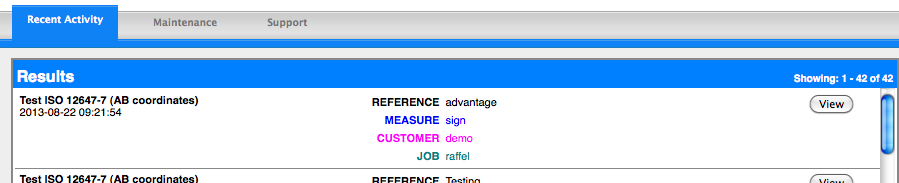 Recent Activity Maintenance Support
Results Showing: 1 - 42 of 42
Test ISO 12647-7 (AB coordinates) REFERENCE advantage View
2013-08-22 09:21:54
MEASURE sign
CUSTOMER demo
JOB raffel
Test ISO 12647-7 (AB coordinates) REFERENCE Testing View